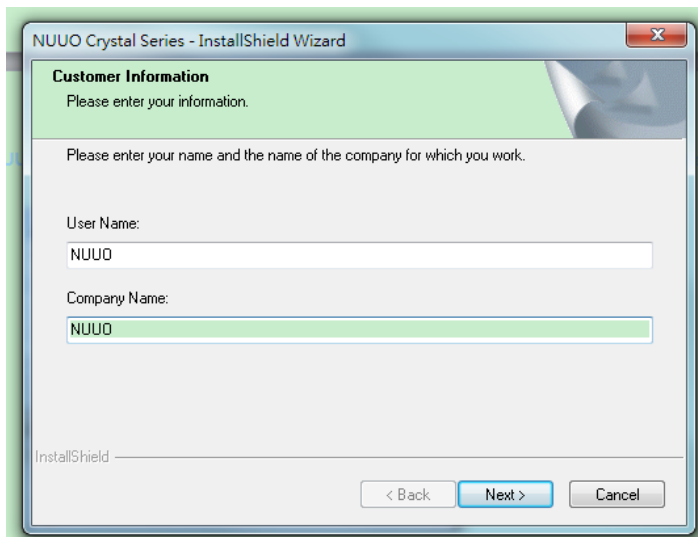 NUUO Crystal Series - InstallShield Wizard
Customer Information
Please enter your information.
Please enter your name and the name of the company for which you work.
User Name:
NUUO
Company Name:
NUUO
InstallShield
< Back Next > Cancel